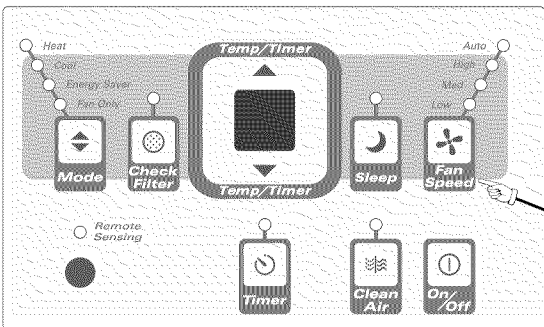 Heat
Temp/Timer
Auto
Cool
High
Energy Saver
Med
Fan Only
Low
Mode
Check
Filter
Sleep
Fan
Speed
Temp/Timer
Remote
Sensing
Timer
Clean
Air
On/
Off